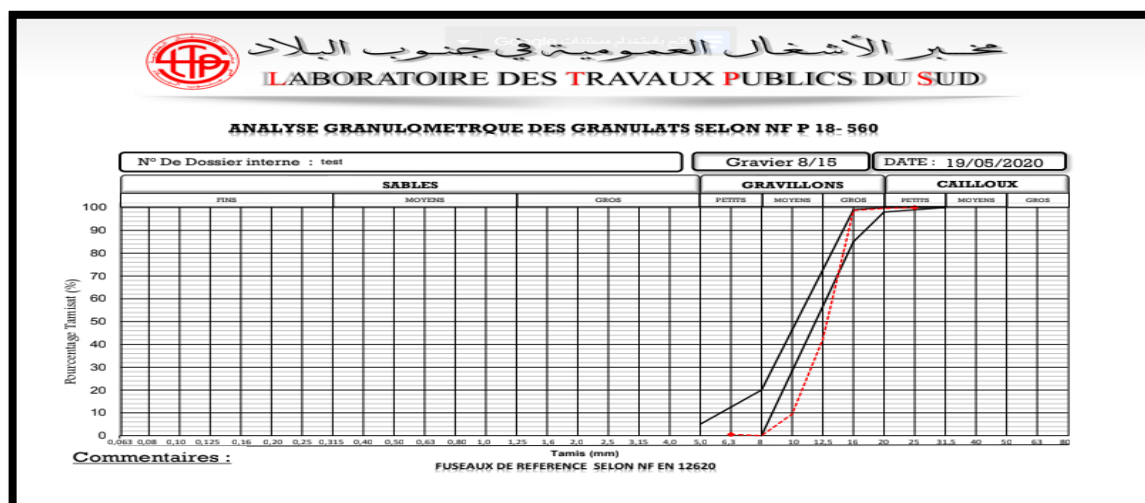 مخبر الأشغال العمومية في جنوب البلاد
LABORATOIRE DES TRAVAUX PUBLICS DU SUD
ANALYSE GRANULOMETRQUE DES GRANULATS SELON NF P 18- 560
N° De Dossier interne : test
Gravier 8/15
DATE : 19/05/2020
SABLES GRAVILLONS CAILLOUX
FINS MOYENS GROS PETITS MOYENS GROS PETITS MOYENS GROS
Pourcentage Tamisat (%)
100
90
80
70
60
50
40
30
20
10
0
0,063 0,08 0,10 0,125 0,16 0,20 0,25 0,315 0,40 0,50 0,63 0,80 1,0 1,25 1,6 2,0 2,5 3,15 4,0 5,0 6,3 8 10 12,5 16 20 25 31,5 40 50 63 80
Tamis (mm)
Commentaires :
FUSEAUX DE REFERENCE SELON NF EN 12620